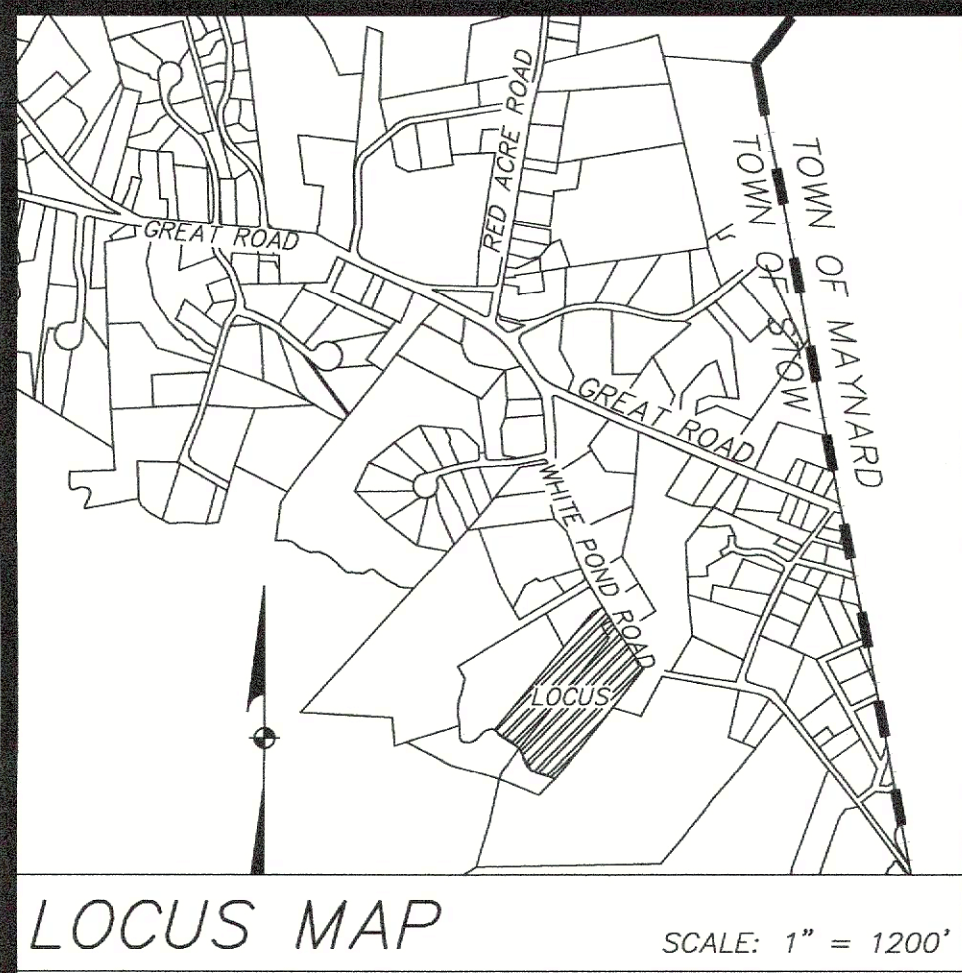 RED ACRE ROAD
TOWN OF STOW
TOWN OF MAYNARD
GREAT ROAD
GREAT ROAD
WHITE POND ROAD
LOCUS
LOCUS MAP
SCALE: 1" = 1200'